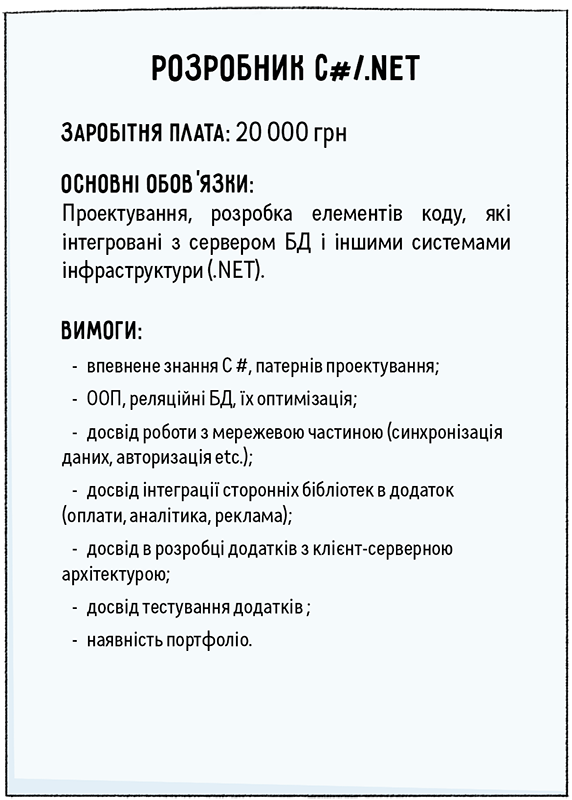 РОЗРОБНИК C#/.NET
ЗАРОБІТНЯ ПЛАТА: 20 000 грн
ОСНОВНІ ОБОВ'ЯЗКИ:
Проектування, розробка елементів коду, які
інтегровані з сервером БД і іншими системами
інфраструктури (.NET).
ВИМОГИ:
- впевнене знання C #, патернів проектування;
- ООП, реляційні БД, їх оптимізація;
- досвід роботи з мережевою частиною (синхронізація
даних, авторизація etc.);
- досвід інтеграції сторонніх бібліотек в додаток
(оплати, аналітика, реклама);
- досвід в розробці додатків з клієнт-серверною
архітектурою;
- досвід тестування додатків ;
- наявність портфоліо.